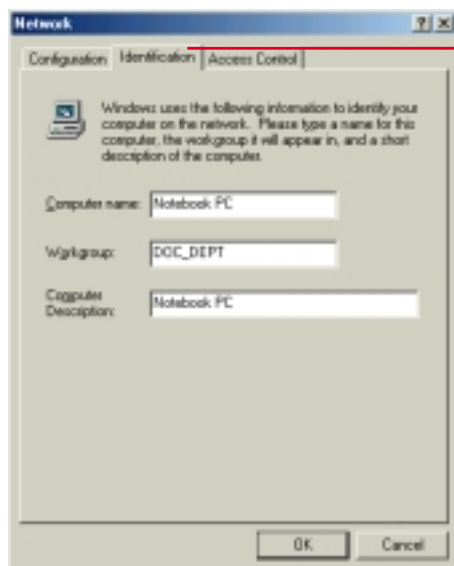 Network
Configuration Identification Access Control
Windows uses the following information to identify your
computer on the network. Please type a name for this
computer, the workgroup it will appear in, and a short
description of the computer.
Computer name: Notebook PC
Workgroup: DOC_DEPT
Computer
Description: Notebook PC
OK Cancel